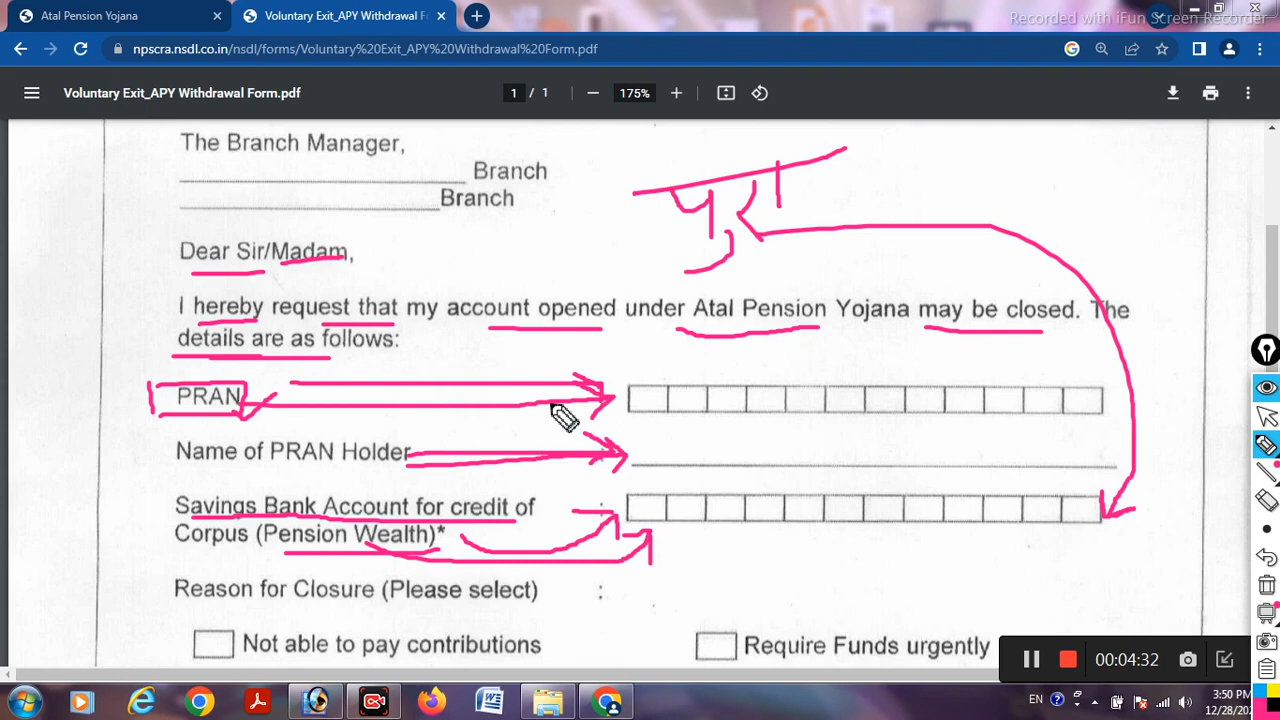 Atal Pension Yojana
Voluntary Exit_APY Withdrawal F
Recorded with iFun Screen Recorder
npscra.nsdl.co.in/nsdl/forms/Voluntary%20Exit_APY%20Withdrawal%20Form.pdf
Voluntary Exit_APY Withdrawal Form.pdf
1 / 1
175%
The Branch Manager,
Branch
Branch
Dear Sir/Madam,
I hereby request that my account opened under Atal Pension Yojana may be closed. The
details are as follows:
PRAN
Name of PRAN Holder
Savings Bank Account for credit of :
Corpus (Pension Wealth)*
Reason for Closure (Please select) :
Not able to pay contributions
Require Funds urgently
00:04:32
EN
3:50 PM
12/28/20